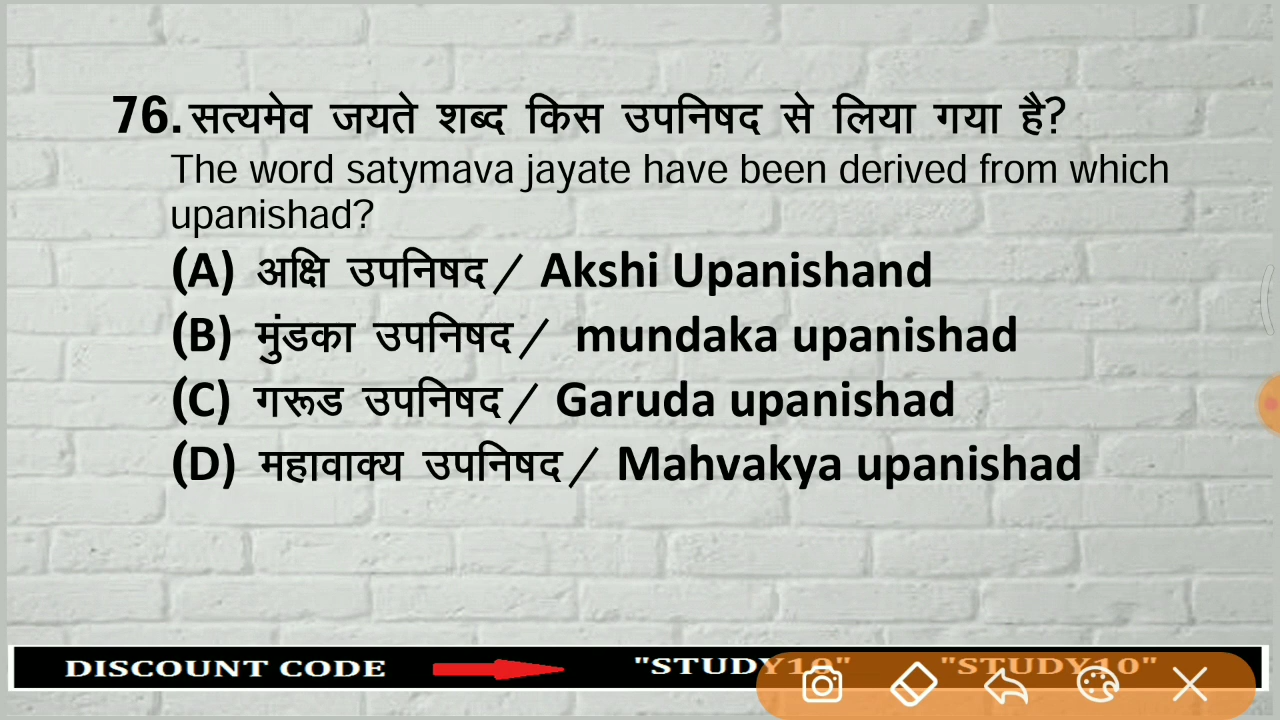 76. सत्यमेव जयते शब्द किस उपनिषद से लिया गया है?
The word satymava jayate have been derived from which
upanishad?
(A) अक्षि उपनिषद / Akshi Upanishand
(B) मुंडका उपनिषद / mundaka upanishad
(C) गरूड उपनिषद / Garuda upanishad
(D) महावाक्य उपनिषद / Mahvakya upanishad
DISCOUNT CODE "STUDY10" "STUDY10"